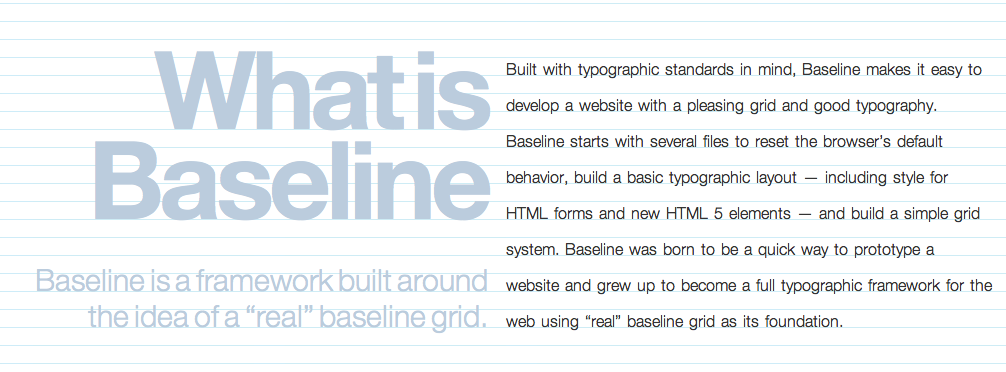 What is
Baseline
Baseline is a framework built around
the idea of a “real” baseline grid.
Built with typographic standards in mind, Baseline makes it easy to
develop a website with a pleasing grid and good typography.
Baseline starts with several files to reset the browser’s default
behavior, build a basic typographic layout — including style for
HTML forms and new HTML 5 elements — and build a simple grid
system. Baseline was born to be a quick way to prototype a
website and grew up to become a full typographic framework for the
web using “real” baseline grid as its foundation.